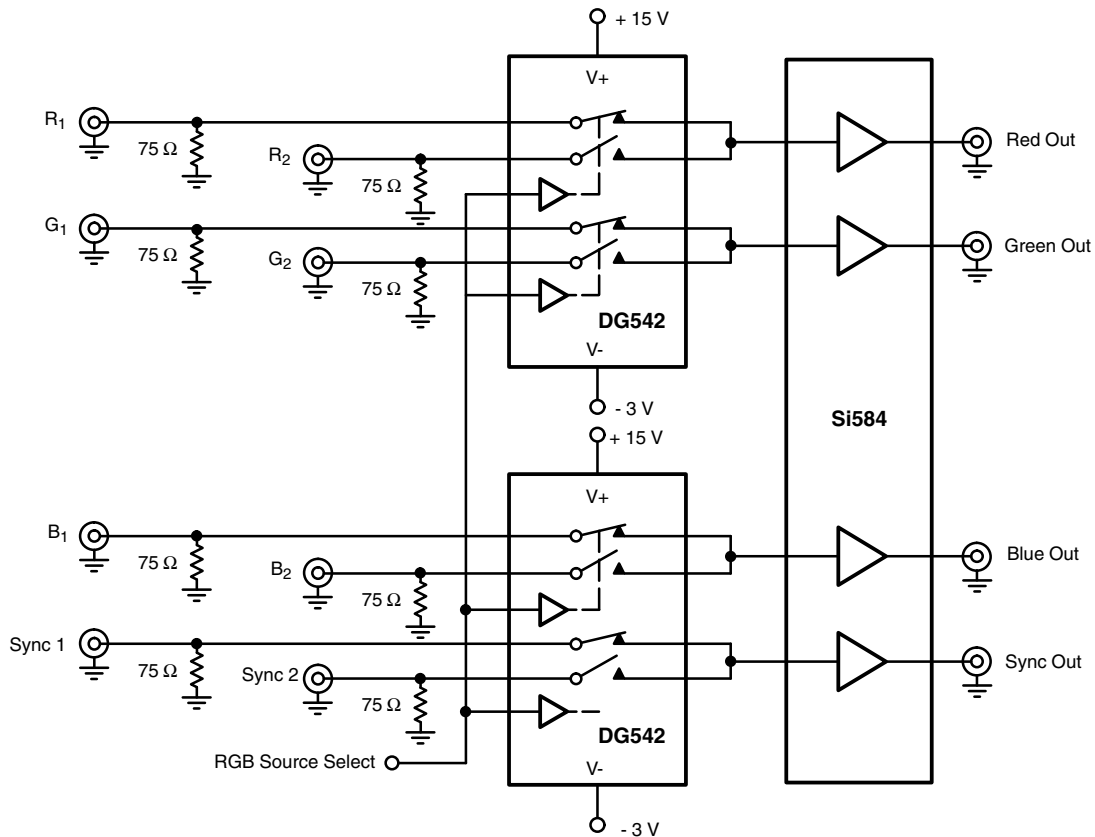 + 15 V
V+
R1
75 Ω
R2
75 Ω
Red Out
G1
75 Ω
G2
75 Ω
Green Out
DG542
V-
- 3 V
Si584
+ 15 V
V+
B1
75 Ω
B2
75 Ω
Blue Out
Sync 1
75 Ω
Sync 2
75 Ω
Sync Out
DG542
RGB Source Select
V-
- 3 V